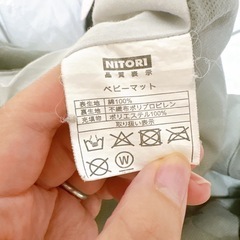 NITORI
品質表示
ベビーマット
表生地 綿100%
裏生地 不織布ポリプロピレン
充填物 ポリエステル100%
取り扱い表示
W